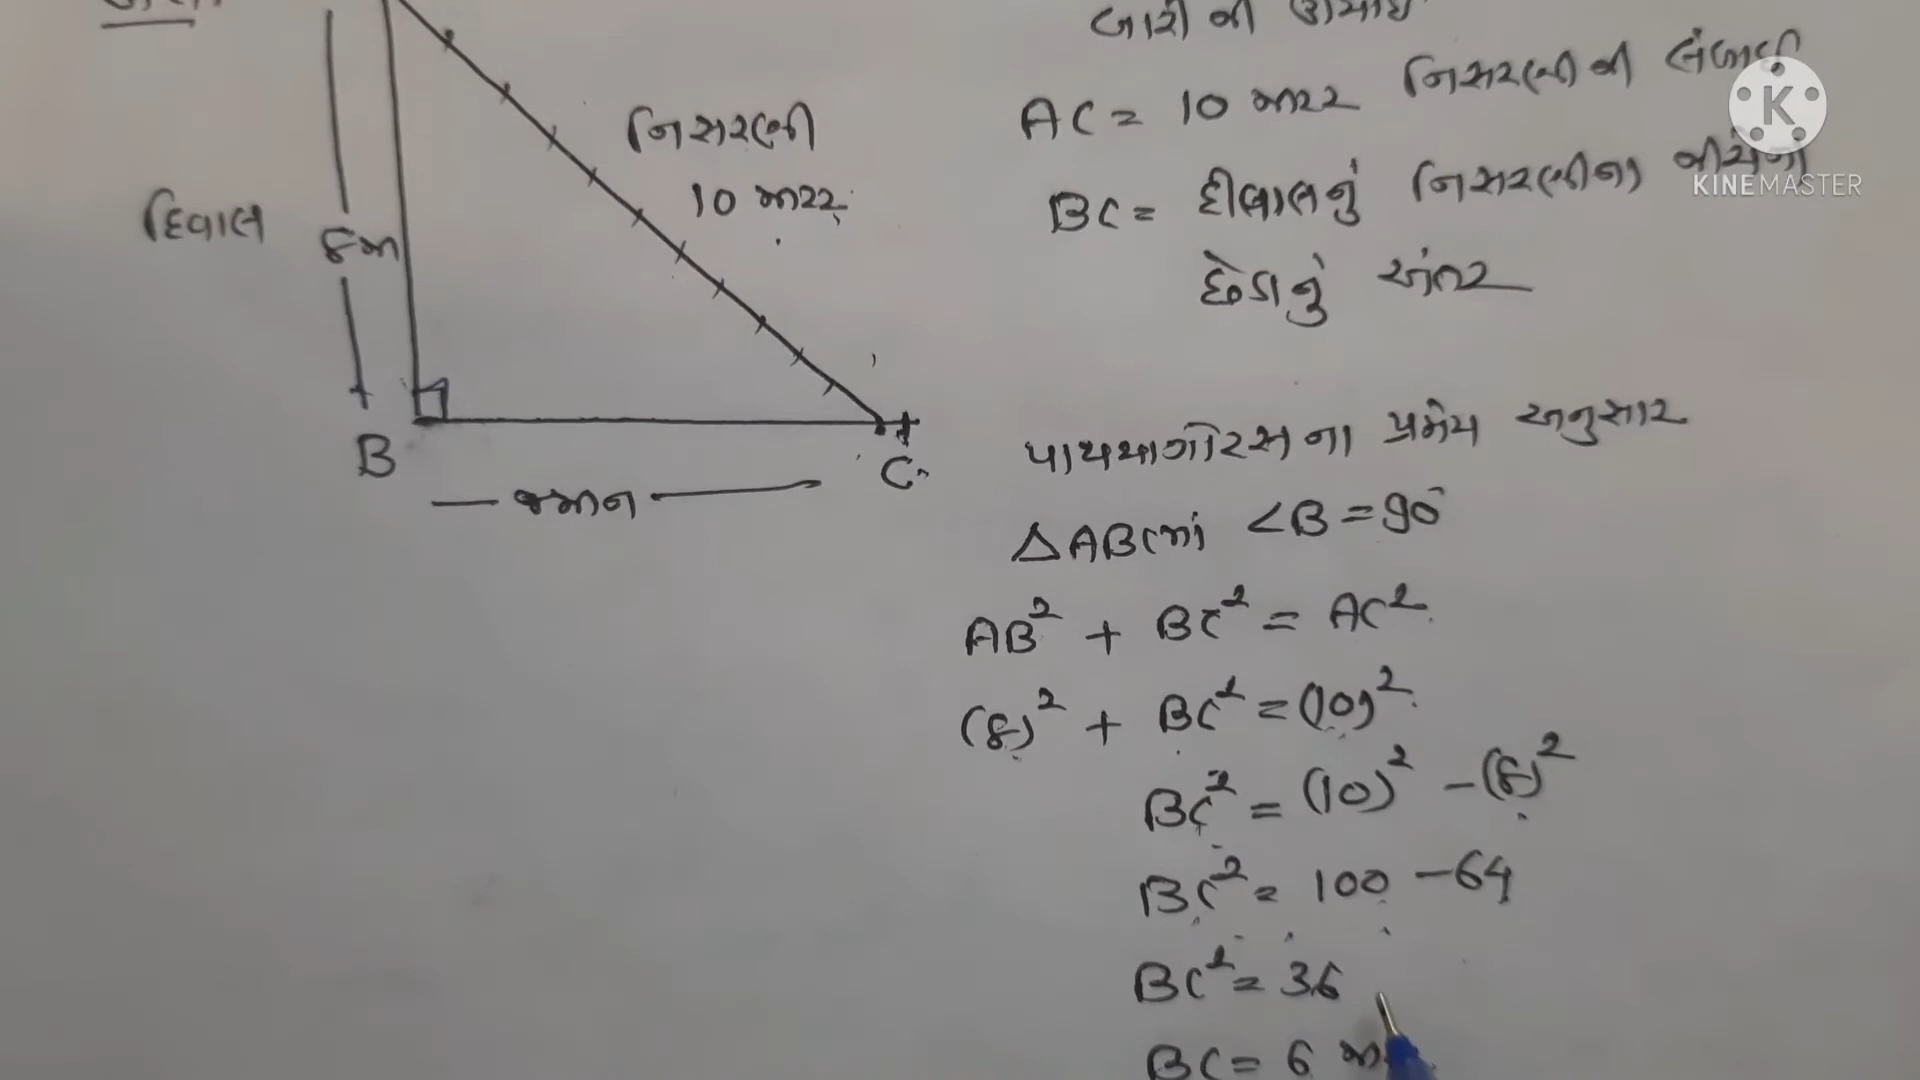 દિવાલ
8મ
નિસરણી
10 મીટર
B
C
જમીન
બારી ની ઊંચાઈ
AC = 10 મીટર નિસરણી ની લંબાઈ
BC = દીવાલનું નિસરણીના નીચેના
છેડાનું અંતર
પાયથાગોરસ ના પ્રમેય અનુસાર
△ABCમાં ∠B = 90°
AB² + BC² = AC²
(8)² + BC² = (10)²
BC² = (10)² - (8)²
BC² = 100 - 64
BC² = 36
BC = 6
K
KINEMASTER